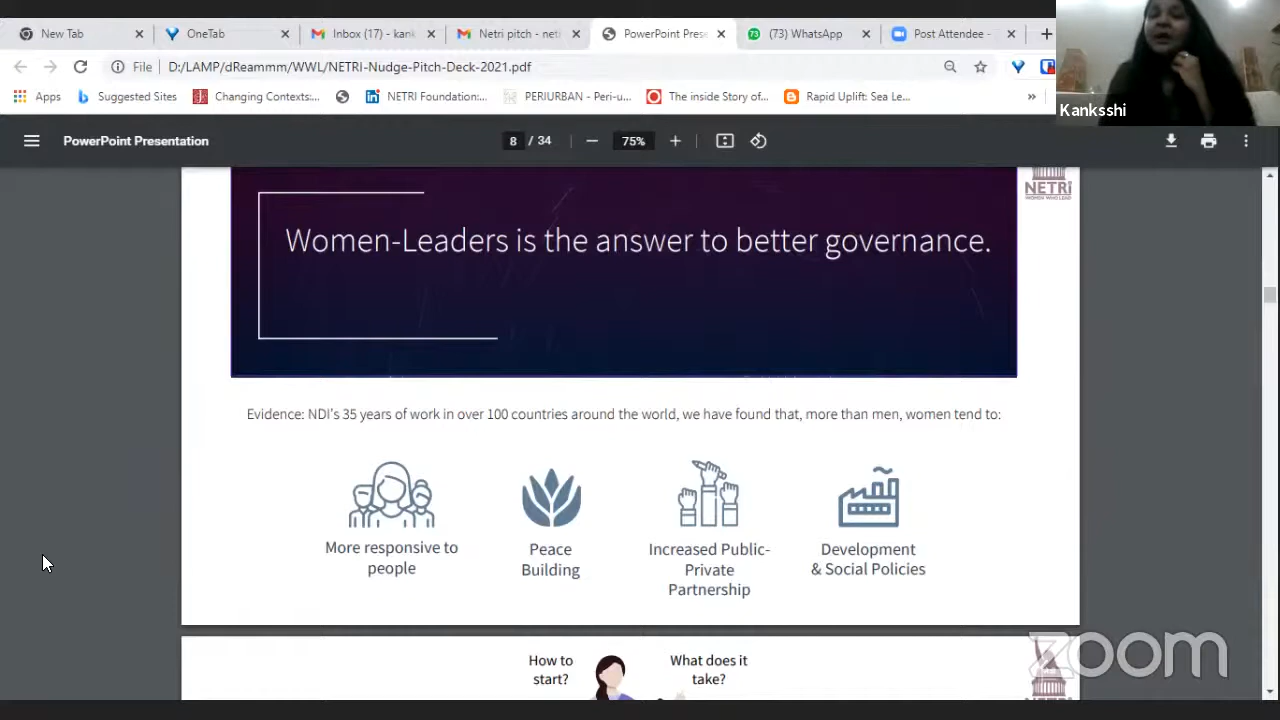 New Tab
OneTab
Inbox (17) - kank
Netri pitch - netr
PowerPoint Prese
(73) WhatsApp
Post Attendee -
File
D:/LAMP/dReammm/WWL/NETRI-Nudge-Pitch-Deck-2021.pdf
Kanksshi
Apps
Suggested Sites
Changing Contexts:...
NETRI Foundation:...
PERIURBAN - Peri-u...
The inside Story of...
Rapid Uplift: Sea Le...
»
PowerPoint Presentation
8 / 34
75%
NETRI
WOMEN WHO LEAD
Women-Leaders is the answer to better governance.
Evidence: NDI's 35 years of work in over 100 countries around the world, we have found that, more than men, women tend to:
More responsive to
people
Peace
Building
Increased Public-
Private
Partnership
Development
& Social Policies
How to
start?
What does it
take?
zoom